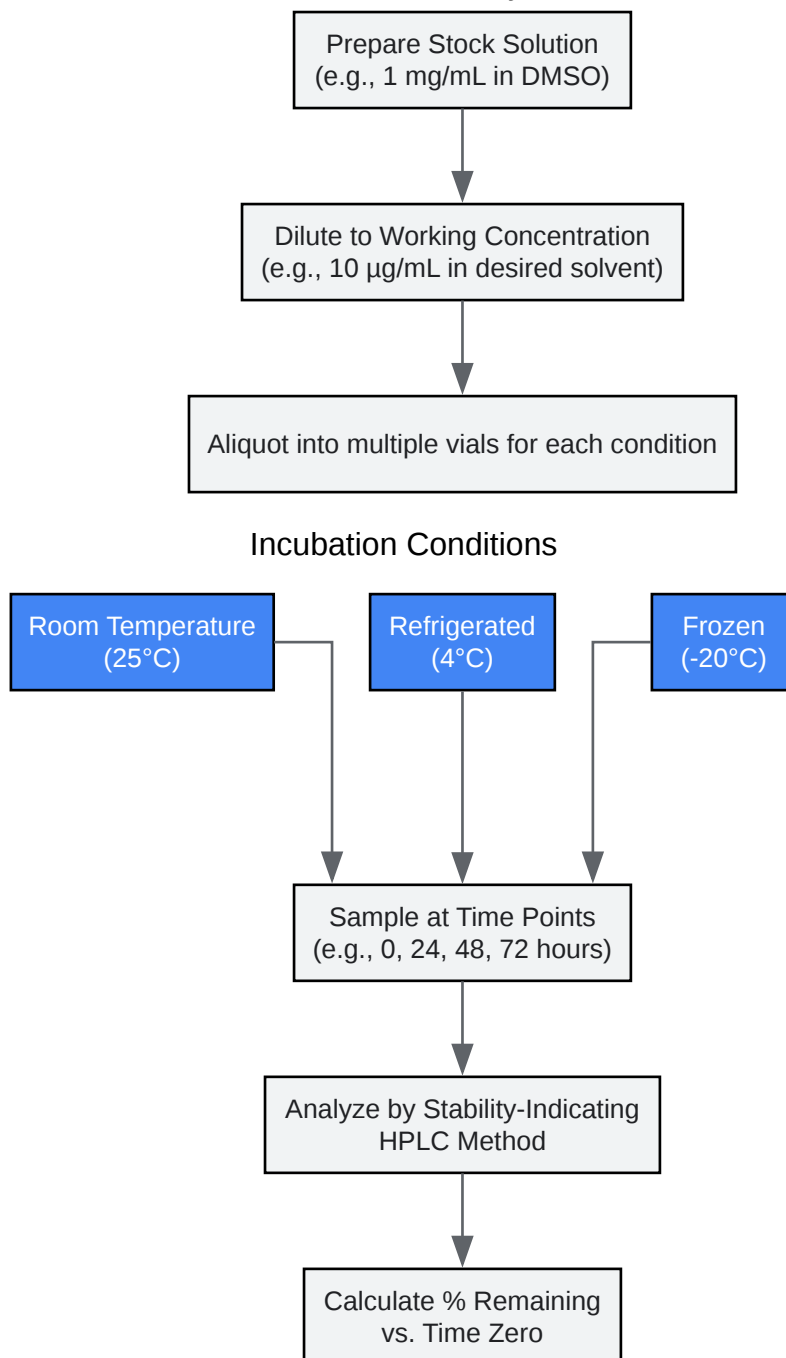 Prepare Stock Solution
(e.g., 1 mg/mL in DMSO)
Dilute to Working Concentration
(e.g., 10 µg/mL in desired solvent)
Aliquot into multiple vials for each condition
Incubation Conditions
Room Temperature
(25°C)
Refrigerated
(4°C)
Frozen
(-20°C)
Sample at Time Points
(e.g., 0, 24, 48, 72 hours)
Analyze by Stability-Indicating
HPLC Method
Calculate % Remaining
vs. Time Zero